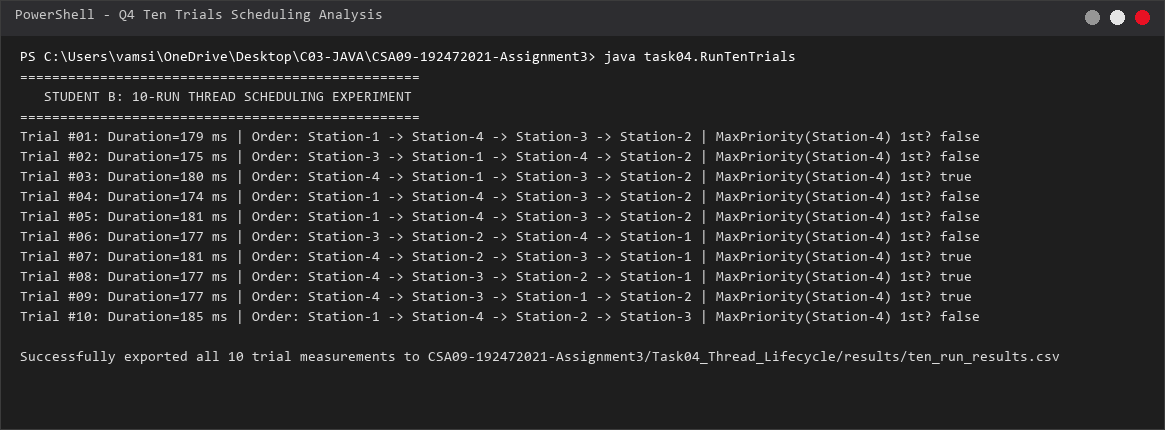 PowerShell - Q4 Ten Trials Scheduling Analysis
PS C:\Users\vamsi\OneDrive\Desktop\C03-JAVA\CSA09-192472021-Assignment3> java task04.RunTenTrials
==================================================
STUDENT B: 10-RUN THREAD SCHEDULING EXPERIMENT
==================================================
Trial #01: Duration=179 ms | Order: Station-1 -> Station-4 -> Station-3 -> Station-2 | MaxPriority(Station-4) 1st? false
Trial #02: Duration=175 ms | Order: Station-3 -> Station-1 -> Station-4 -> Station-2 | MaxPriority(Station-4) 1st? false
Trial #03: Duration=180 ms | Order: Station-4 -> Station-1 -> Station-3 -> Station-2 | MaxPriority(Station-4) 1st? true
Trial #04: Duration=174 ms | Order: Station-1 -> Station-4 -> Station-3 -> Station-2 | MaxPriority(Station-4) 1st? false
Trial #05: Duration=181 ms | Order: Station-1 -> Station-4 -> Station-3 -> Station-2 | MaxPriority(Station-4) 1st? false
Trial #06: Duration=177 ms | Order: Station-3 -> Station-2 -> Station-4 -> Station-1 | MaxPriority(Station-4) 1st? false
Trial #07: Duration=181 ms | Order: Station-4 -> Station-2 -> Station-3 -> Station-1 | MaxPriority(Station-4) 1st? true
Trial #08: Duration=177 ms | Order: Station-4 -> Station-3 -> Station-2 -> Station-1 | MaxPriority(Station-4) 1st? true
Trial #09: Duration=177 ms | Order: Station-4 -> Station-3 -> Station-1 -> Station-2 | MaxPriority(Station-4) 1st? true
Trial #10: Duration=185 ms | Order: Station-1 -> Station-4 -> Station-2 -> Station-3 | MaxPriority(Station-4) 1st? false
Successfully exported all 10 trial measurements to CSA09-192472021-Assignment3/Task04_Thread_Lifecycle/results/ten_run_results.csv